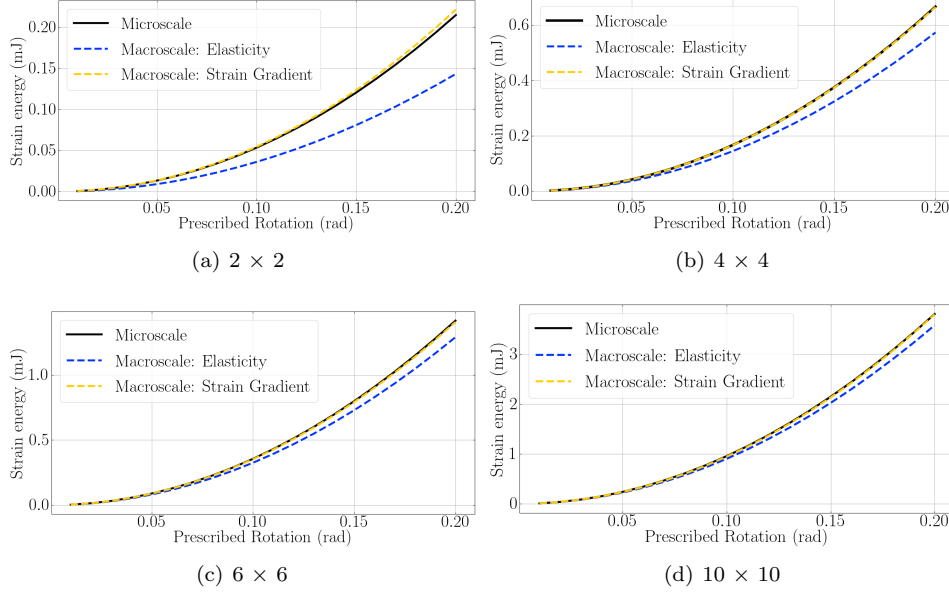 Strain energy (mJ)
0.20
0.15
0.10
0.05
0.00
Microscale
Macroscale: Elasticity
Macroscale: Strain Gradient
0.05
0.10
0.15
0.20
Prescribed Rotation (rad)
(a) 2 × 2
Strain energy (mJ)
0.6
0.4
0.2
0.0
Microscale
Macroscale: Elasticity
Macroscale: Strain Gradient
0.05
0.10
0.15
0.20
Prescribed Rotation (rad)
(b) 4 × 4
Strain energy (mJ)
1.0
0.5
0.0
Microscale
Macroscale: Elasticity
Macroscale: Strain Gradient
0.05
0.10
0.15
0.20
Prescribed Rotation (rad)
(c) 6 × 6
Strain energy (mJ)
3
2
1
0
Microscale
Macroscale: Elasticity
Macroscale: Strain Gradient
0.05
0.10
0.15
0.20
Prescribed Rotation (rad)
(d) 10 × 10